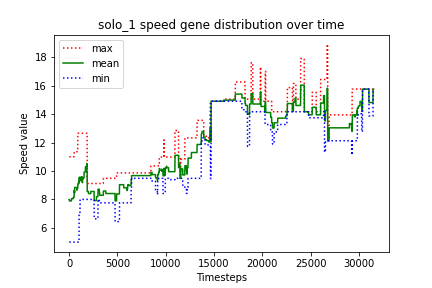 solo_1 speed gene distribution over time
max
mean
min
Speed value
18
16
14
12
10
8
6
0 5000 10000 15000 20000 25000 30000
Timesteps